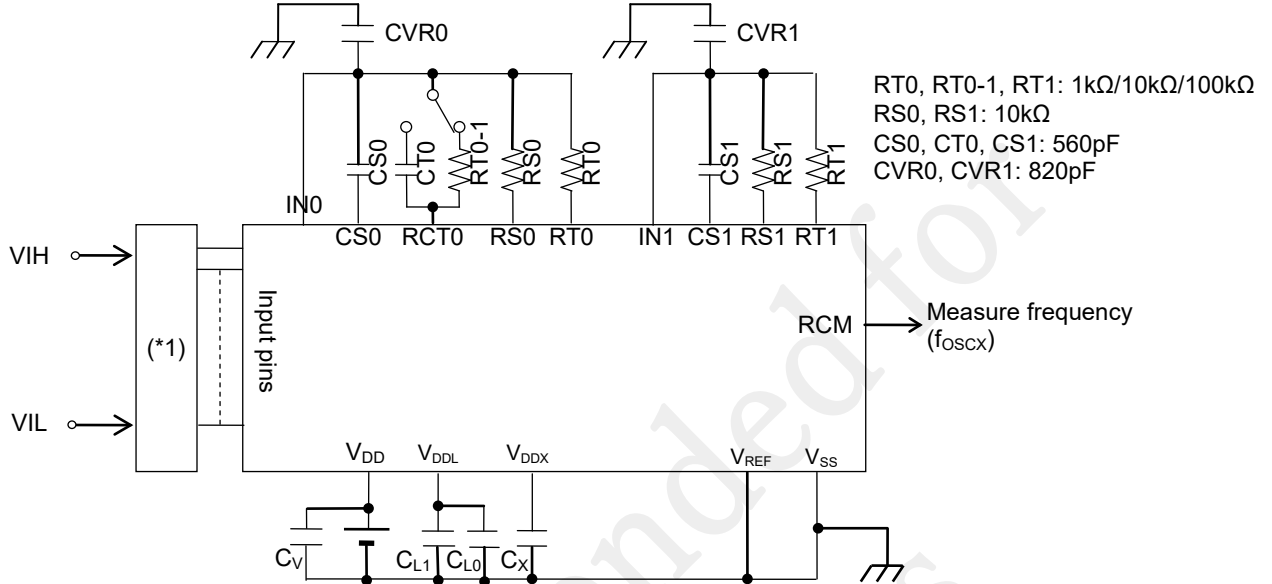 CVR0
CVR1
RT0, RT0-1, RT1: 1kΩ/10kΩ/100kΩ
RS0, RS1: 10kΩ
CS0, CT0, CS1: 560pF
CVR0, CVR1: 820pF
CS0
CT0
RT0-1
RS0
RT0
CS1
RS1
RT1
IN0
CS0
RCT0
RS0
RT0
IN1
CS1
RS1
RT1
VIH
VIL
(*1)
Input pins
RCM
Measure frequency
(fOSCX)
VDD
VDDL
VDDX
VREF
VSS
CV
CL1
CL0
CX
ended for